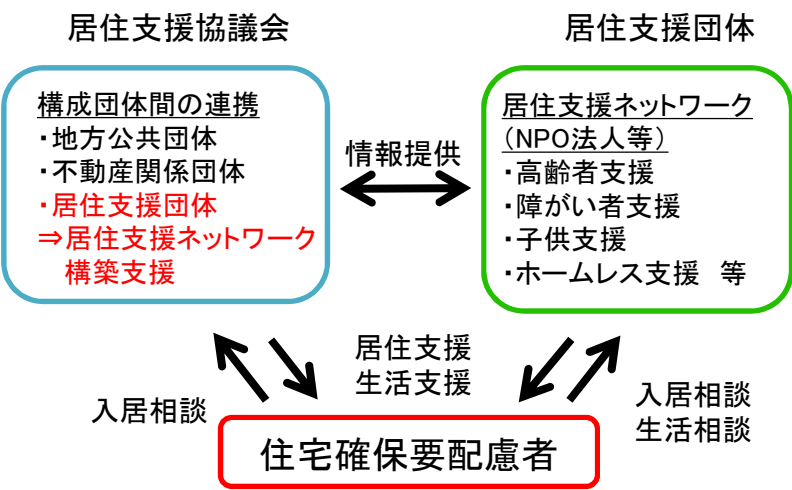 居住支援協議会
構成団体間の連携
・地方公共団体
・不動産関係団体
・居住支援団体
⇒居住支援ネットワーク
構築支援
情報提供
居住支援団体
居住支援ネットワーク
（NPO法人等）
・高齢者支援
・障がい者支援
・子供支援
・ホームレス支援　等
入居相談
居住支援
生活支援
入居相談
生活相談
住宅確保要配慮者